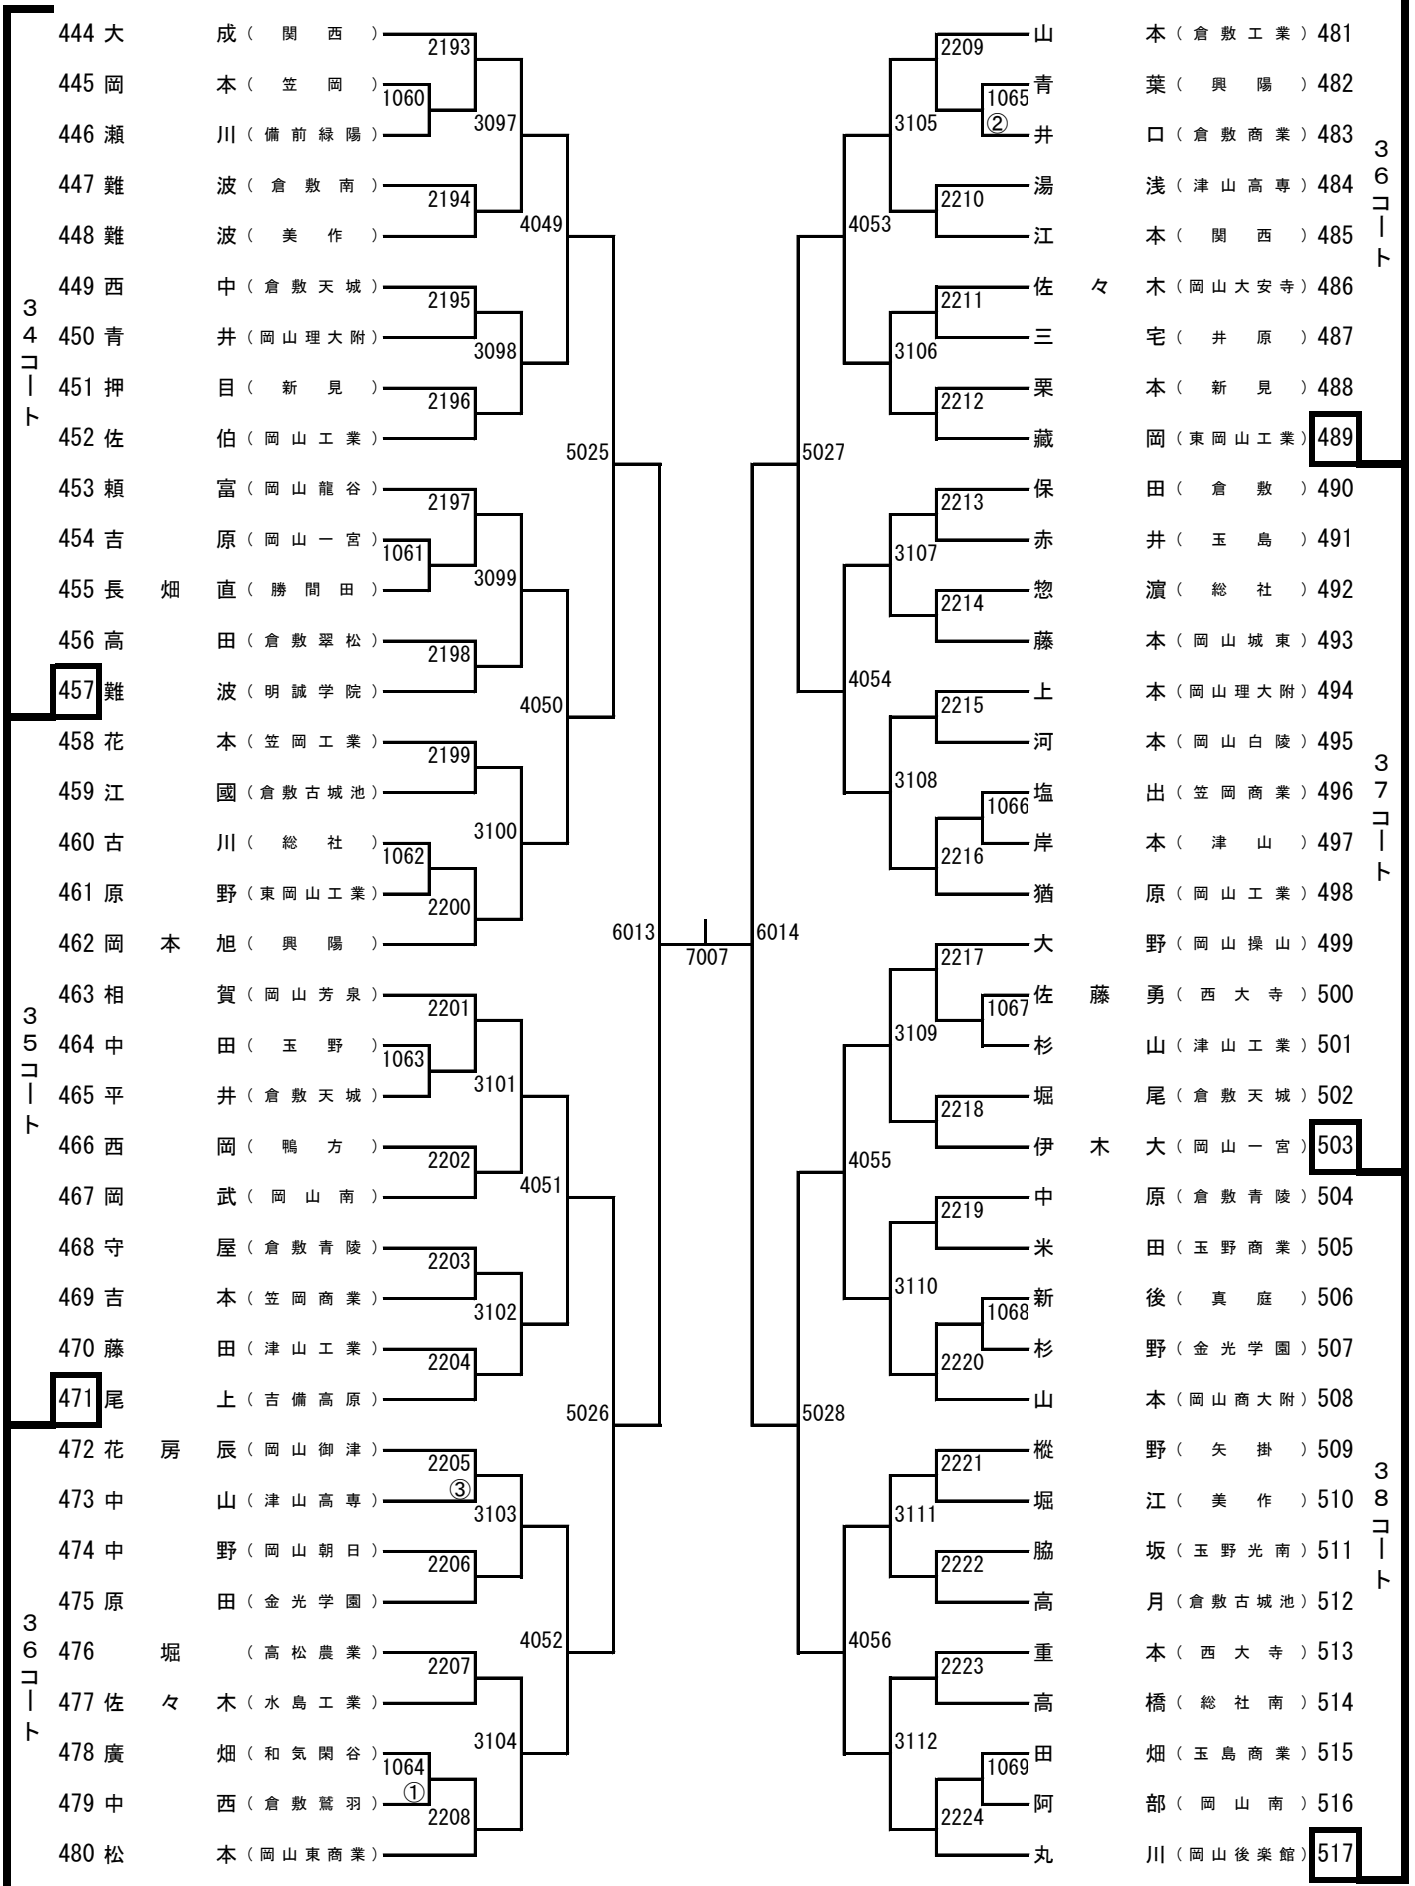 444 大成 (関西)
2193
445 岡本 (笠岡)
1060
446 瀬川 (備前緑陽)
3097
447 難波 (倉敷南)
2194
448 難波 (美作)
4049
449 西中 (倉敷天城)
2195
450 青井 (岡山理大附)
3098
451 押目 (新見)
2196
452 佐伯 (岡山工業)
5025
453 頼富 (岡山龍谷)
2197
454 吉原 (岡山一宮)
1061
455 長畑直 (勝間田)
3099
456 高田 (倉敷翠松)
2198
457 難波 (明誠学院)
4050
458 花本 (笠岡工業)
2199
459 江國 (倉敷古城池)
3100
460 古川 (総社)
1062
461 原野 (東岡山工業)
2200
462 岡本旭 (興陽)
6013
463 相賀 (岡山芳泉)
2201
464 中田 (玉野)
1063
465 平井 (倉敷天城)
3101
466 西岡 (鴨方)
2202
467 岡武 (岡山南)
4051
468 守屋 (倉敷青陵)
2203
469 吉本 (笠岡商業)
3102
470 藤田 (津山工業)
2204
471 尾上 (吉備高原)
5026
472 花房辰 (岡山御津)
2205
③
473 中山 (津山高専)
3103
474 中野 (岡山朝日)
2206
475 原田 (金光学園)
4052
476 堀 (高松農業)
2207
477 佐々木 (水島工業)
3104
478 廣畑 (和気閑谷)
1064
①
479 中西 (倉敷鷲羽)
2208
480 松本 (岡山東商業)
34コート
35コート
36コート
7007
山本 (倉敷工業) 481
2209
青葉 (興陽) 482
1065
②
井口 (倉敷商業) 483
3105
湯浅 (津山高専) 484
2210
江本 (関西) 485
4053
佐々木 (岡山大安寺) 486
2211
三宅 (井原) 487
3106
栗本 (新見) 488
2212
藏岡 (東岡山工業) 489
5027
保田 (倉敷) 490
2213
赤井 (玉島) 491
3107
惣濵 (総社) 492
2214
藤本 (岡山城東) 493
4054
上本 (岡山理大附) 494
2215
河本 (岡山白陵) 495
3108
塩出 (笠岡商業) 496
1066
岸本 (津山) 497
2216
猶原 (岡山工業) 498
6014
大野 (岡山操山) 499
2217
佐藤勇 (西大寺) 500
1067
杉山 (津山工業) 501
3109
堀尾 (倉敷天城) 502
2218
伊木大 (岡山一宮) 503
4055
中原 (倉敷青陵) 504
2219
米田 (玉野商業) 505
3110
新後 (真庭) 506
1068
杉野 (金光学園) 507
2220
山本 (岡山商大附) 508
5028
樅野 (矢掛) 509
2221
堀江 (美作) 510
3111
脇坂 (玉野光南) 511
2222
高月 (倉敷古城池) 512
4056
重本 (西大寺) 513
2223
高橋 (総社南) 514
3112
田畑 (玉島商業) 515
1069
阿部 (岡山南) 516
2224
丸川 (岡山後楽館) 517
36コート
37コート
38コート